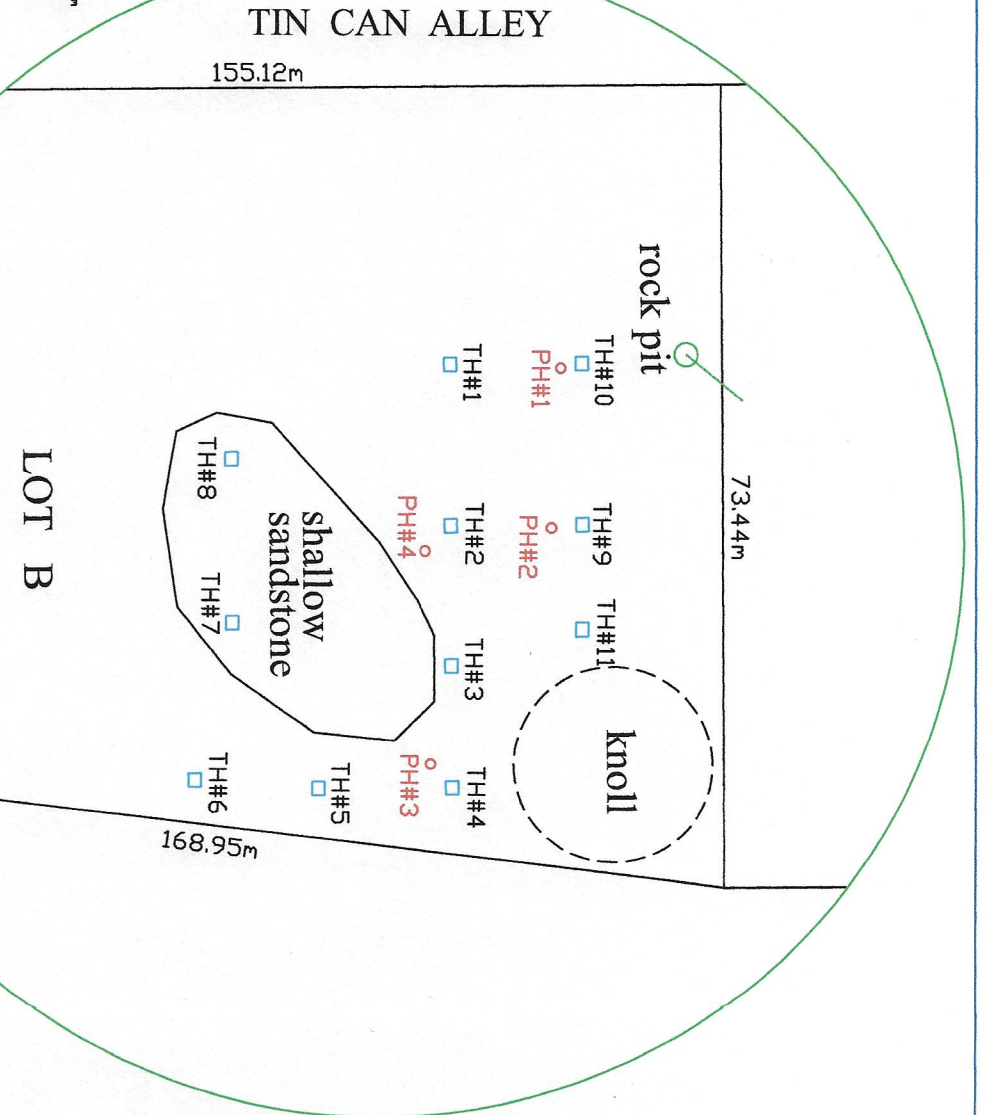 TIN CAN ALLEY
155.12m
rock pit
TH#10
PH#1
TH#1
73.44m
TH#9
PH#2
TH#2
PH#4
TH#8
shallow
sandstone
LOT B
TH#11
TH#3
TH#7
knoll
TH#4
PH#3
TH#5
TH#6
168.95m